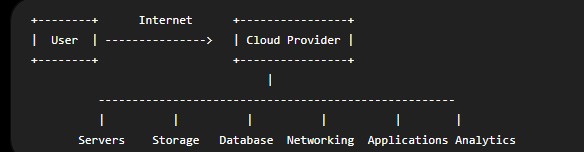 +--------+      Internet      +----------------+
|  User  | --------------->   | Cloud Provider |
+--------+                    +----------------+
                                   |
          -----------------------------------------------------
          |          |          |          |          |        |
       Servers    Storage   Database  Networking  Applications Analytics